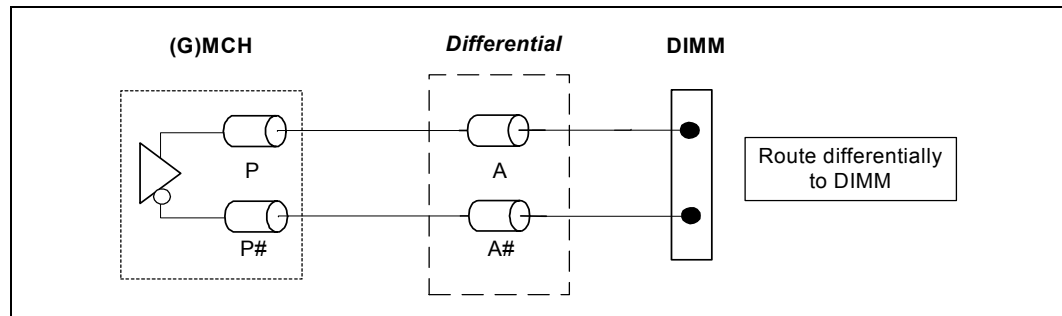 (G)MCH
Differential
DIMM
P
A
P#
A#
Route differentially
to DIMM